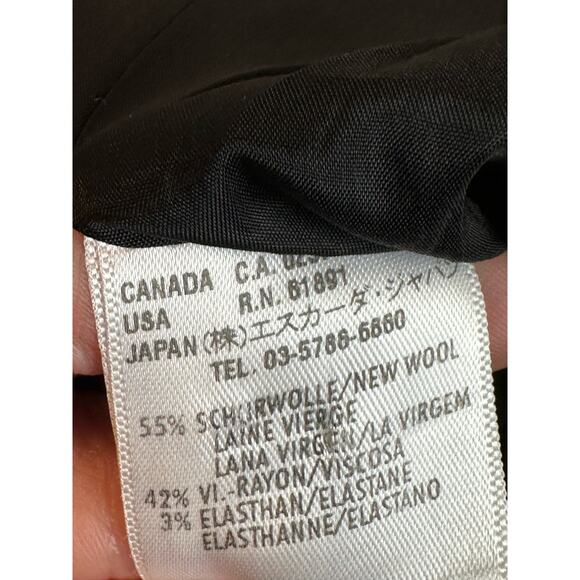 CANADA C.A.
USA R.N. 81891
JAPAN (株)エスカーダ・ジャパン
TEL. 03-5786-6660
55% SCHURWOLLE/NEW WOOL
LAINE VIERGE
LANA VIRGEN/LA VIRGEM
42% VI.-RAYON/VISCOSA
3% ELASTHAN/ELASTANE
ELASTHANNE/ELASTANO